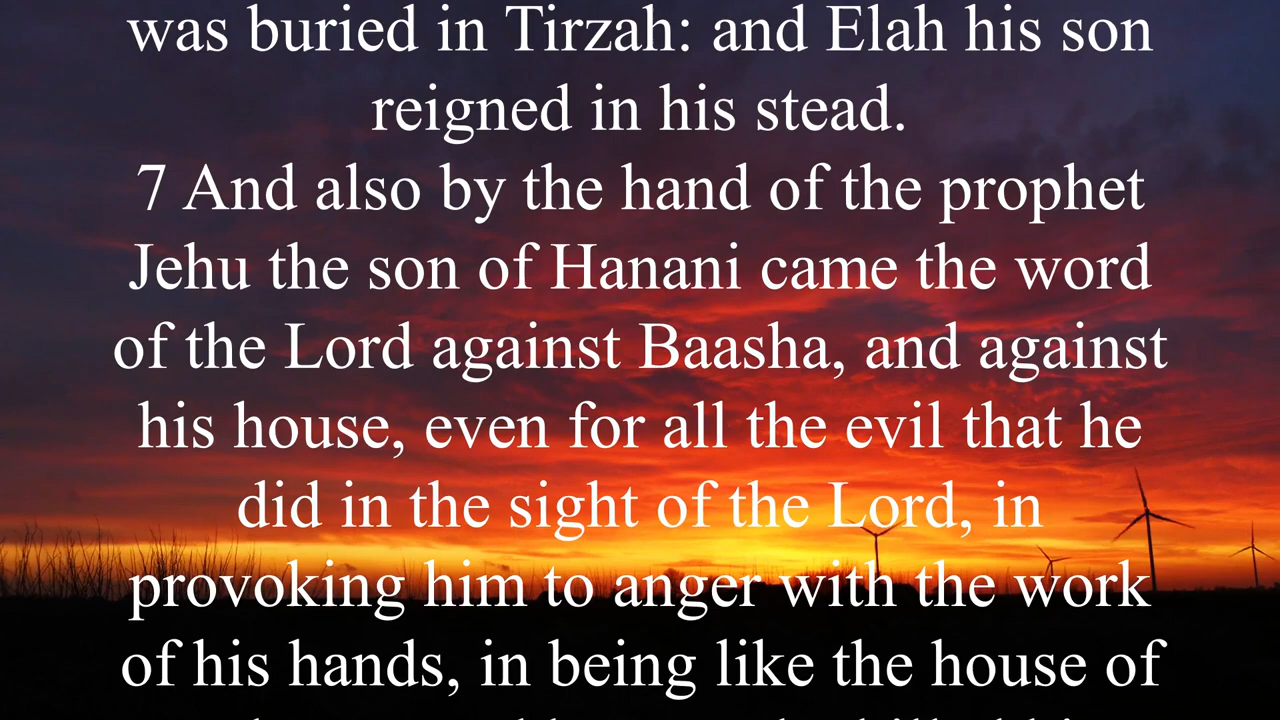 was buried in Tirzah: and Elah his son
reigned in his stead.
7 And also by the hand of the prophet
Jehu the son of Hanani came the word
of the Lord against Baasha, and against
his house, even for all the evil that he
did in the sight of the Lord, in
provoking him to anger with the work
of his hands, in being like the house of